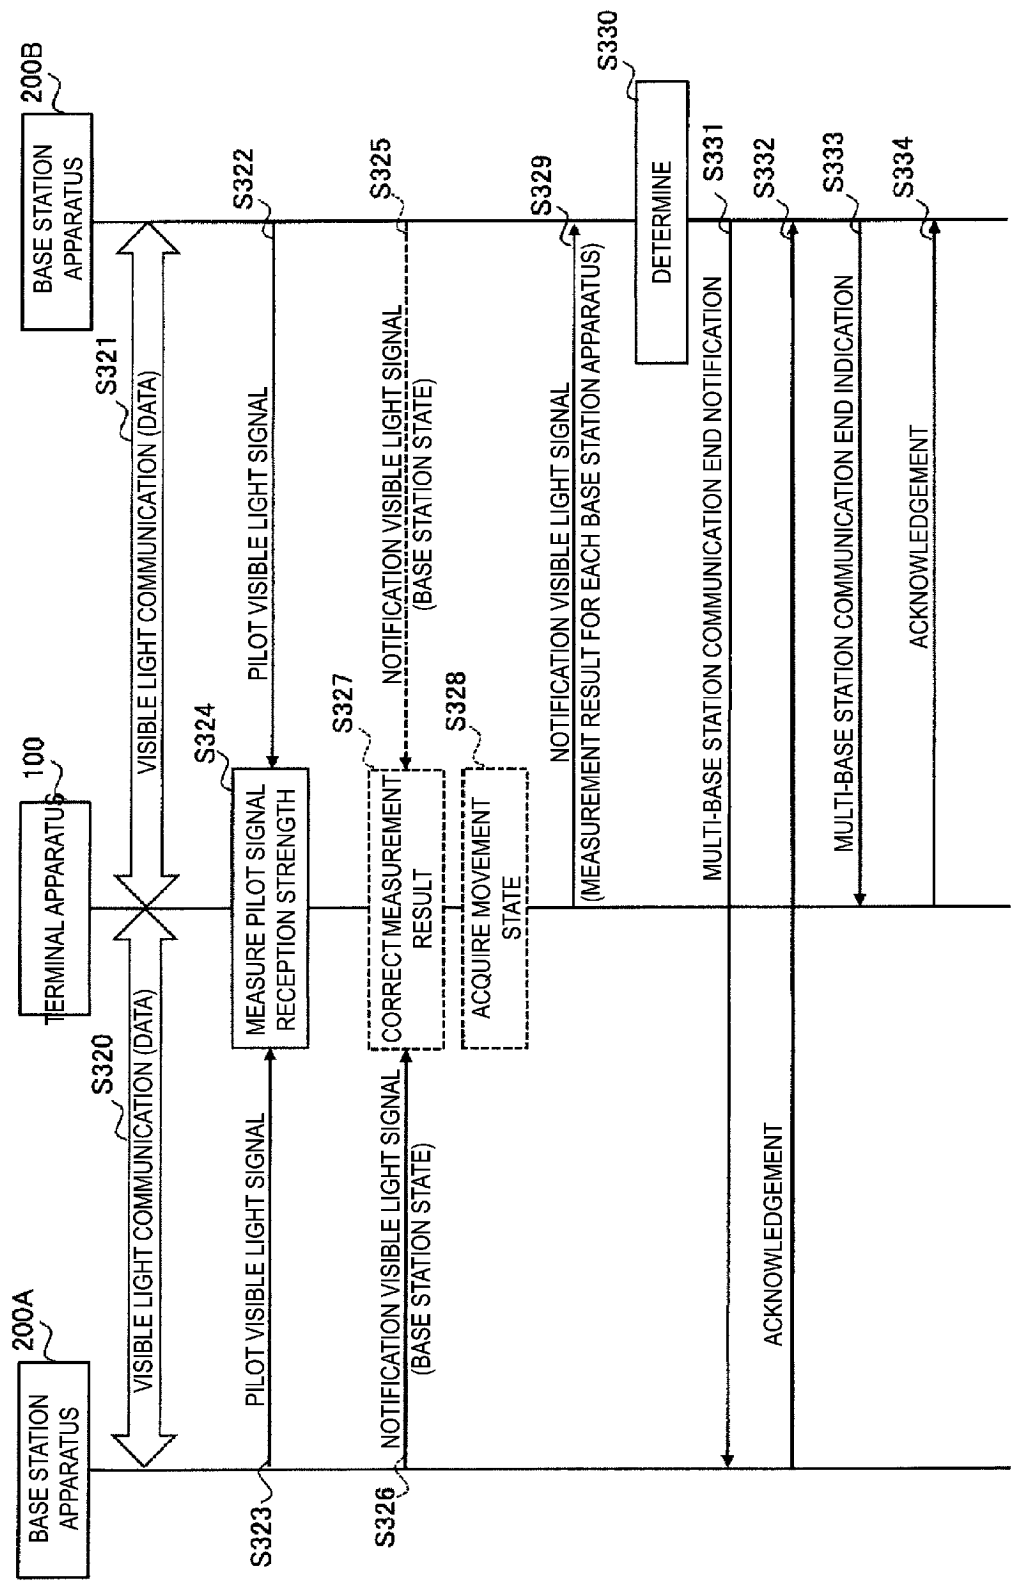 200A
BASE STATION
APPARATUS
100
TERMINAL APPARATUS
200B
BASE STATION
APPARATUS
S320
VISIBLE LIGHT COMMUNICATION (DATA)
S321
VISIBLE LIGHT COMMUNICATION (DATA)
S323
PILOT VISIBLE LIGHT SIGNAL
S324
MEASURE PILOT SIGNAL
RECEPTION STRENGTH
PILOT VISIBLE LIGHT SIGNAL
S322
S326
NOTIFICATION VISIBLE LIGHT SIGNAL
(BASE STATION STATE)
S327
CORRECT MEASUREMENT
RESULT
NOTIFICATION VISIBLE LIGHT SIGNAL
(BASE STATION STATE)
S325
S328
ACQUIRE MOVEMENT
STATE
NOTIFICATION VISIBLE LIGHT SIGNAL
(MEASUREMENT RESULT FOR EACH BASE STATION APPARATUS)
S329
S330
DETERMINE
MULTI-BASE STATION COMMUNICATION END NOTIFICATION
S331
ACKNOWLEDGEMENT
S332
MULTI-BASE STATION COMMUNICATION END INDICATION
S333
ACKNOWLEDGEMENT
S334